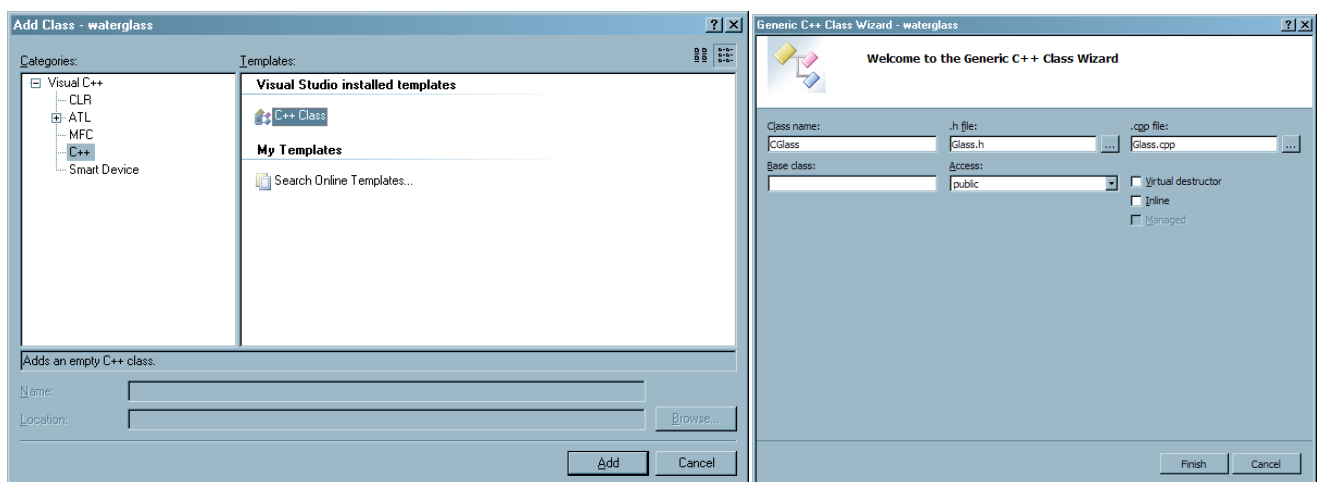 Add Class - waterglass
Categories:
Templates:
Visual C++
CLR
ATL
MFC
C++
Smart Device
Visual Studio installed templates
C++ Class
My Templates
Search Online Templates...
Adds an empty C++ class.
Name:
Location:
Browse...
Add
Cancel
Generic C++ Class Wizard - waterglass
Welcome to the Generic C++ Class Wizard
Class name:
.h file:
.cpp file:
CGlass
Glass.h
...
Glass.cpp
...
Base class:
Access:
public
Virtual destructor
Inline
Managed
Finish
Cancel